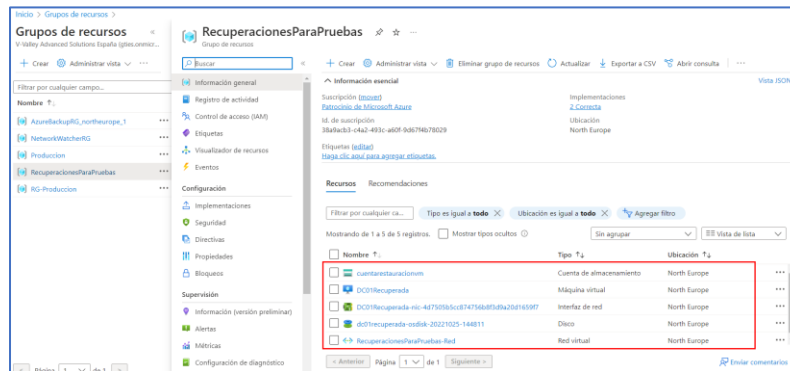 Inicio > Grupos de recursos >
Grupos de recursos
V-Valley Advanced Solutions España (gties.onmicr...
+ Crear Administrar vista ...
Filtrar por cualquier campo...
Nombre ↑↓
AzureBackupRG_northeurope_1 ...
NetworkWatcherRG ...
Produccion ...
RecuperacionesParaPruebas ...
RG-Produccion ...
< Página 1 de 1 >
RecuperacionesParaPruebas ...
Grupo de recursos
Buscar
Información general
Registro de actividad
Control de acceso (IAM)
Etiquetas
Visualizador de recursos
Eventos
Configuración
Implementaciones
Seguridad
Directivas
Propiedades
Bloqueos
Supervisión
Información (versión preliminar)
Alertas
Métricas
Configuración de diagnóstico
+ Crear Administrar vista Eliminar grupo de recursos Actualizar Exportar a CSV Abrir consulta ...
Información esencial Vista JSON
Suscripción (mover)
Patrocinio de Microsoft Azure
Id. de suscripción
38a9acb3-c4a2-493c-a60f-9d67f4b78029
Etiquetas (editar)
Haga clic aquí para agregar etiquetas.
Implementaciones
2 Correcta
Ubicación
North Europe
Recursos Recomendaciones
Filtrar por cualquier ca... Tipo es igual a todo × Ubicación es igual a todo × Agregar filtro
Mostrando de 1 a 5 de 5 registros. Mostrar tipos ocultos Sin agrupar Vista de lista
Nombre ↑↓ Tipo ↑↓ Ubicación ↑↓
cuentarestauracionvm Cuenta de almacenamiento North Europe ...
DC01Recuperada Máquina virtual North Europe ...
DC01Recuperada-nic-4d7505b5cc874756b8f3d9a20d1659f7 Interfaz de red North Europe ...
dc01recuperada-osdisk-20221025-144811 Disco North Europe ...
RecuperacionesParaPruebas-Red Red virtual North Europe ...
< Anterior Página 1 de 1 Siguiente > Enviar comentarios